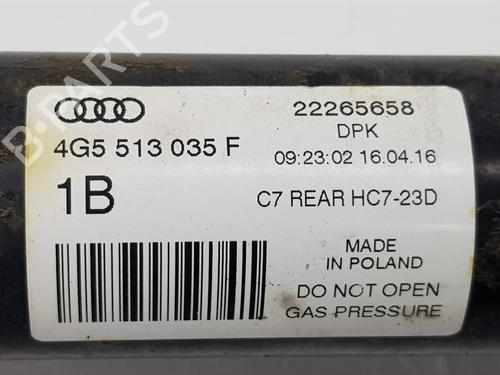 22265658
DPK
4G5 513 035 F
09:23:02 16.04.16
1B
C7 REAR HC7-23D
MADE
IN POLAND
DO NOT OPEN
GAS PRESSURE
B-PARTS